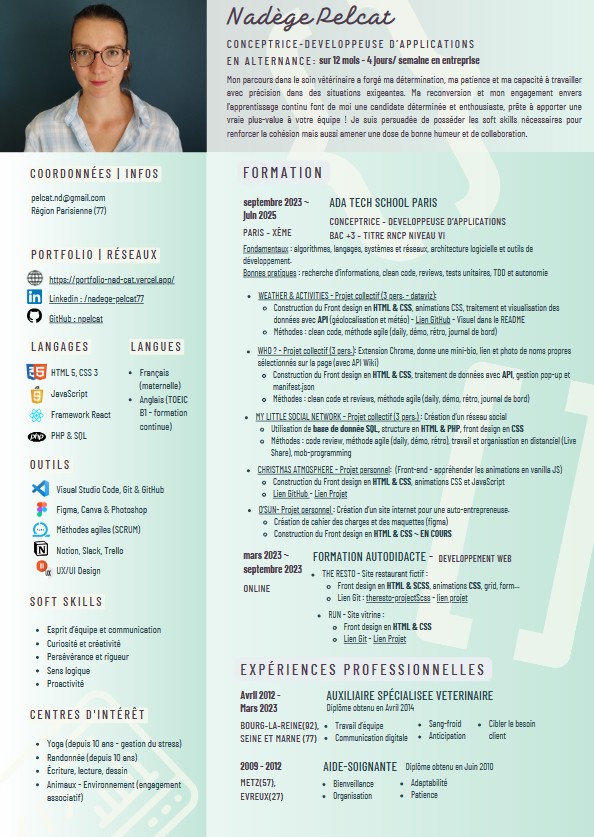 Nadège Pelcat
CONCEPTRICE-DEVELOPPEUSE D'APPLICATIONS
EN ALTERNANCE: sur 12 mois - 4 jours/ semaine en entreprise
Mon parcours dans le soin vétérinaire a forgé ma détermination, ma patience et ma capacité à travailler
avec précision dans des situations exigeantes. Ma reconversion et mon engagement envers
l'apprentissage continu font de moi une candidate déterminée et enthousiaste, prête à apporter une
vraie plus-value à votre équipe ! Je suis persuadée de posséder les soft skills nécessaires pour
renforcer la cohésion mais aussi amener une dose de bonne humeur et de collaboration.
COORDONNÉES | INFOS
pelcat.nd@gmail.com
Région Parisienne (77)
PORTFOLIO | RÉSEAUX
https://portfolio-nad-cat.vercel.app/
Linkedin : /nadege-pelcat77
GitHub : npelcat
LANGAGES
HTML 5, CSS 3
JavaScript
Framework React
PHP & SQL
LANGUES
• Français
(maternelle)
• Anglais (TOEIC
B1 - formation
continue)
OUTILS
Visual Studio Code, Git & GitHub
Figma, Canva & Photoshop
Méthodes agiles (SCRUM)
Notion, Slack, Trello
UX/UI Design
SOFT SKILLS
• Esprit d'équipe et communication
• Curiosité et créativité
• Persévérance et rigueur
• Sens logique
• Proactivité
CENTRES D'INTÉRÊT
• Yoga (depuis 10 ans - gestion du stress)
• Randonnée (depuis 10 ans)
• Écriture, lecture, dessin
• Animaux - Environnement (engagement
associatif)
FORMATION
septembre 2023 ~
juin 2025
PARIS - XÈME
ADA TECH SCHOOL PARIS
CONCEPTRICE - DEVELOPPEUSE D'APPLICATIONS
BAC +3 - TITRE RNCP NIVEAU VI
Fondamentaux : algorithmes, langages, systèmes et réseaux, architecture logicielle et outils de
développement.
Bonnes pratiques : recherche d'informations, clean code, reviews, tests unitaires, TDD et autonomie
• WEATHER & ACTIVITIES - Projet collectif (3 pers. - dataviz):
Construction du Front design en HTML & CSS, animations CSS, traitement et visualisation des
données avec API (géolocalisation et météo) - Lien GitHub - Visuel dans le README
Méthodes : clean code, méthode agile (daily, démo, rétro, journal de bord)
• WHO ? - Projet collectif (3 pers.): Extension Chrome, donne une mini-bio, lien et photo de noms propres
sélectionnés sur la page (avec API Wiki)
Construction du Front design en HTML & CSS, traitement de données avec API, gestion pop-up et
manifest.json
Méthodes : clean code et reviews, méthode agile (daily, démo, rétro, journal de bord)
• MY LITTLE SOCIAL NETWORK - Projet collectif (3 pers.) : Création d'un réseau social
Utilisation de base de donnée SQL, structure en HTML & PHP, front design en CSS
Méthodes : code review, méthode agile (daily, démo, rétro), travail et organisation en distanciel (Live
Share), mob-programming
• CHRISTMAS ATMOSPHERE - Projet personnel: (Front-end - appréhender les animations en vanilla JS)
Construction du Front design en HTML & CSS, animations CSS et JavaScript
Lien GitHub - Lien Projet
• O'SUN- Projet personnel : Création d'un site internet pour une auto-entrepreneuse.
Création de cahier des charges et des maquettes (figma)
Construction du Front design en HTML & CSS ~ EN COURS
mars 2023 ~
septembre 2023
ONLINE
FORMATION AUTODIDACTE - DEVELOPPEMENT WEB
• THE RESTO - Site restaurant fictif :
Front design en HTML & SCSS, animations CSS, grid, form...
Lien Git : theresto-projectScss - lien projet
• RUN - Site vitrine :
Front design en HTML & CSS
Lien Git - Lien Projet
EXPÉRIENCES PROFESSIONNELLES
Avril 2012 -
Mars 2023
BOURG-LA-REINE(92),
SEINE ET MARNE (77)
AUXILIAIRE SPÉCIALISEE VETERINAIRE
Diplôme obtenu en Avril 2014
• Travail d'équipe
• Communication digitale
• Sang-froid
• Anticipation
• Cibler le besoin
client
2009 - 2012
METZ(57),
EVREUX(27)
AIDE-SOIGNANTE Diplôme obtenu en Juin 2010
• Bienveillance
• Organisation
• Adaptabilité
• Patience